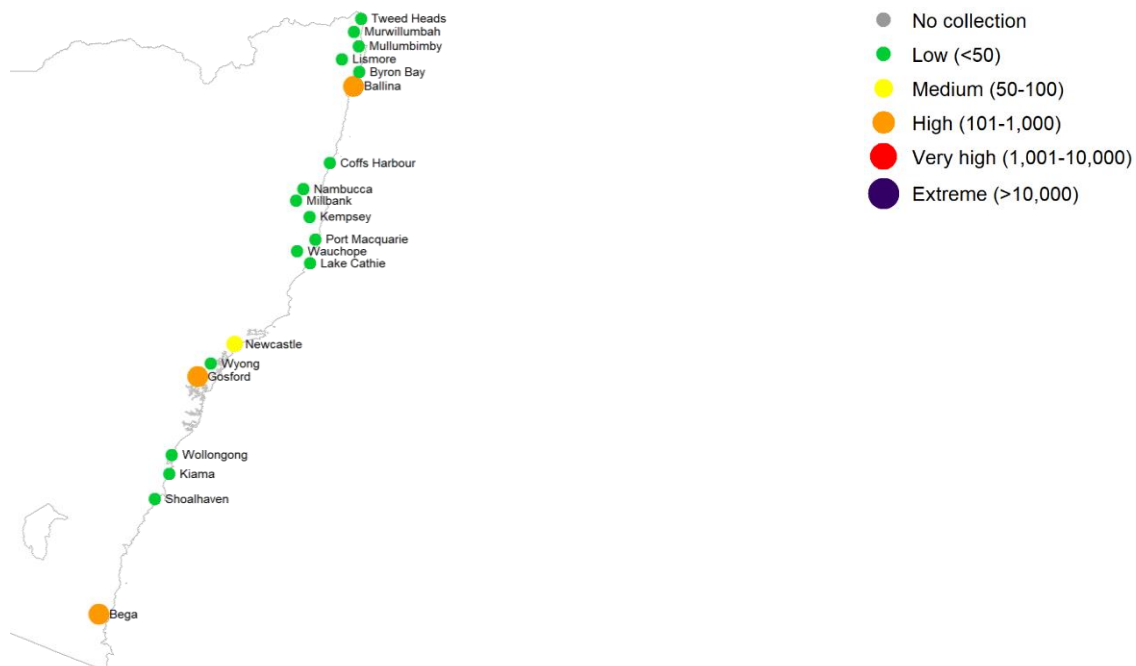 Tweed Heads
Murwillumbah
Mullumbimby
Lismore
Byron Bay
Ballina
Coffs Harbour
Nambucca
Millbank
Kempsey
Port Macquarie
Wauchope
Lake Cathie
Newcastle
Wyong
Gosford
Wollongong
Kiama
Shoalhaven
Bega
No collection
Low (<50)
Medium (50-100)
High (101-1,000)
Very high (1,001-10,000)
Extreme (>10,000)